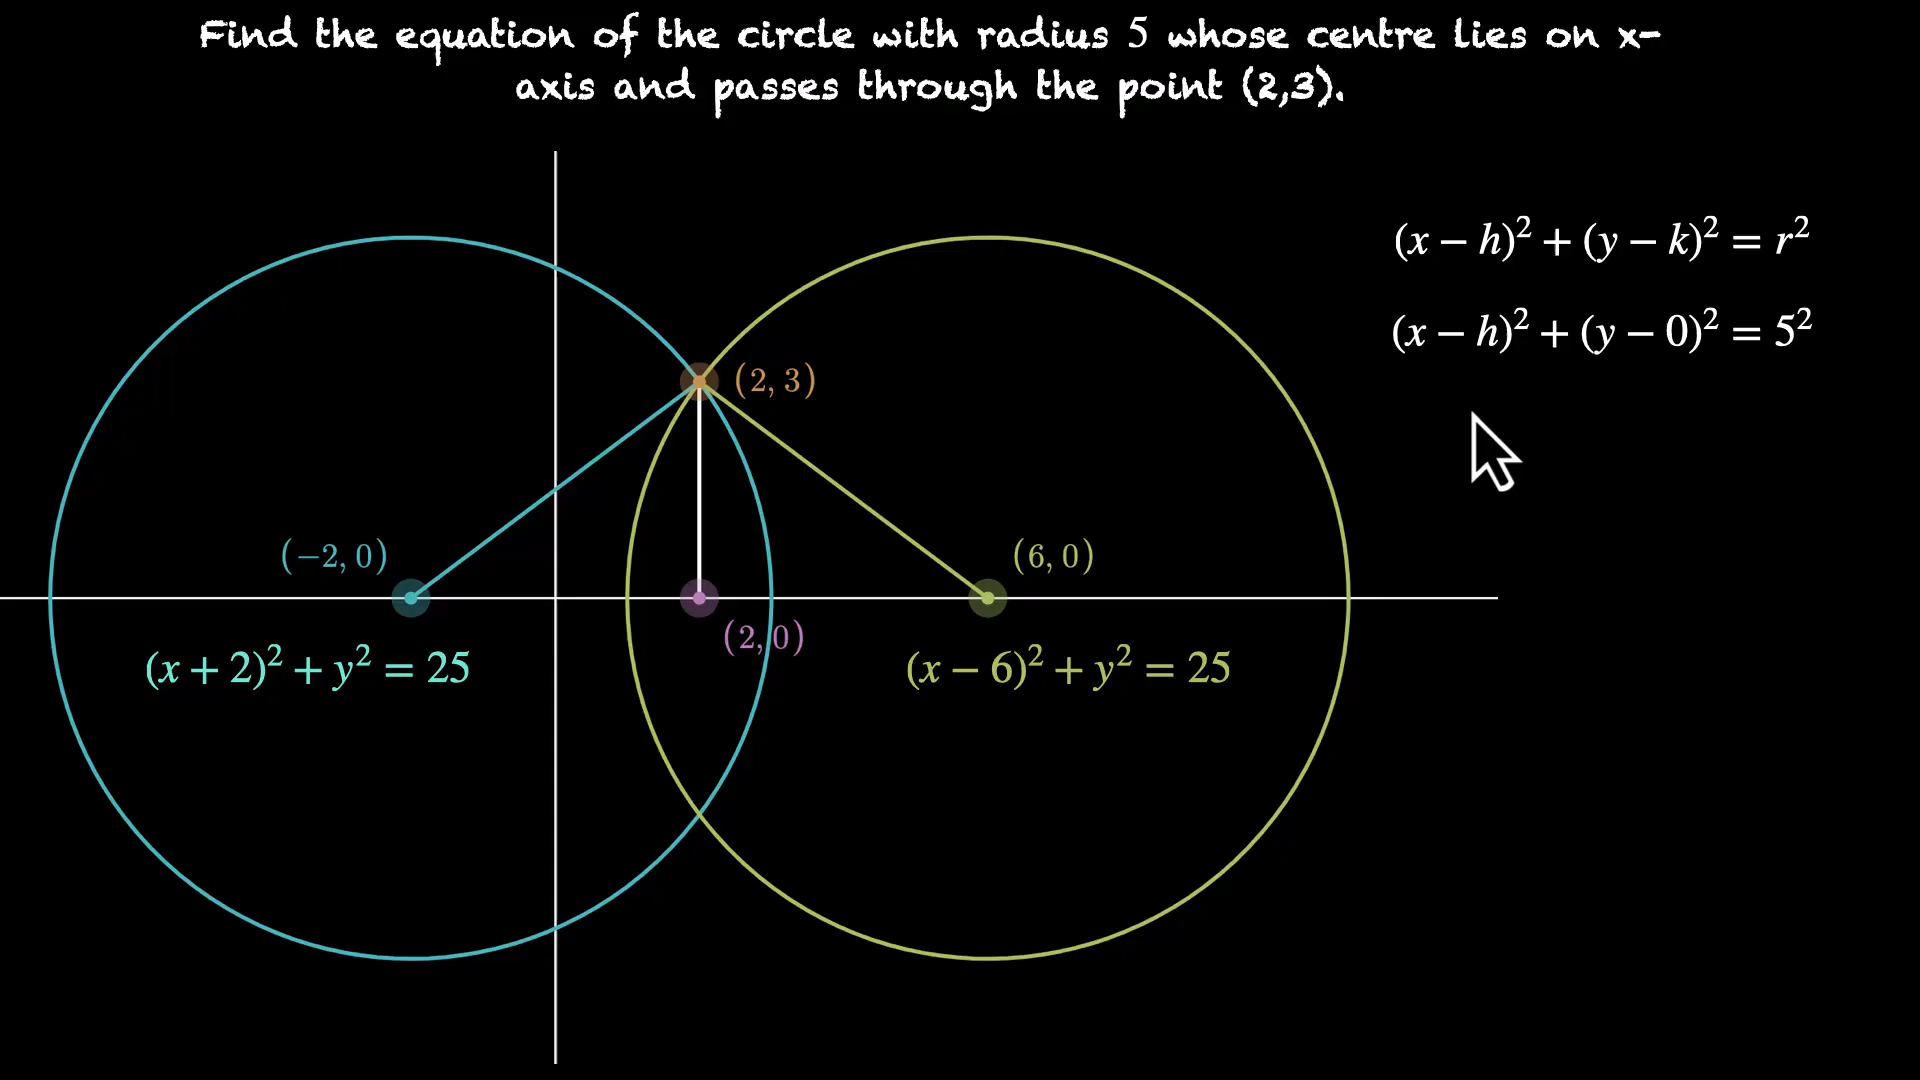 Find the equation of the circle with radius 5 whose centre lies on x-
axis and passes through the point (2,3).
(x − h)² + (y − k)² = r²
(x − h)² + (y − 0)² = 5²
(2, 3)
(−2, 0)
(6, 0)
(2, 0)
(x + 2)² + y² = 25
(x − 6)² + y² = 25